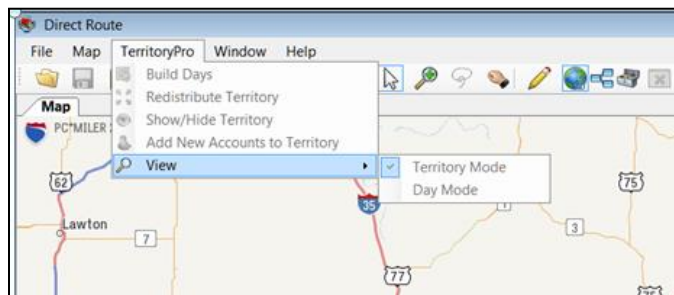 Direct Route
File Map TerritoryPro Window Help
Build Days
Redistribute Territory
Show/Hide Territory
Add New Accounts to Territory
View
Territory Mode
Day Mode
Map
PC*MILER
62
Lawton
7
35
77
1
3
75